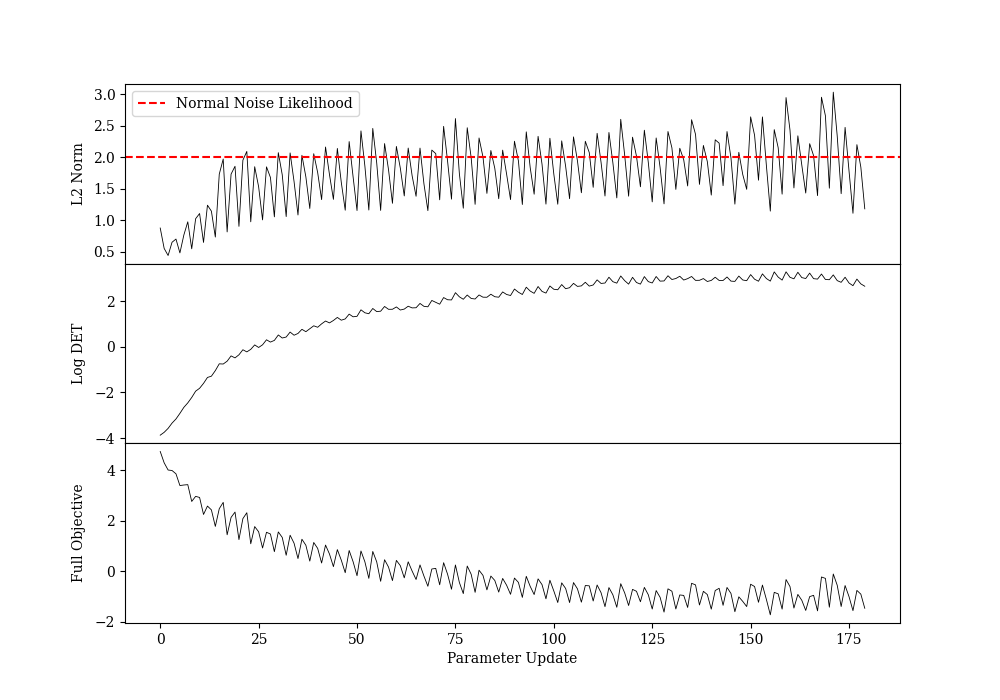 3.0
Normal Noise Likelihood
2.5
2.0
1.5
1.0
0.5
L2 Norm
2
0
−2
−4
Log DET
4
2
0
−2
Full Objective
0 25 50 75 100 125 150 175
Parameter Update